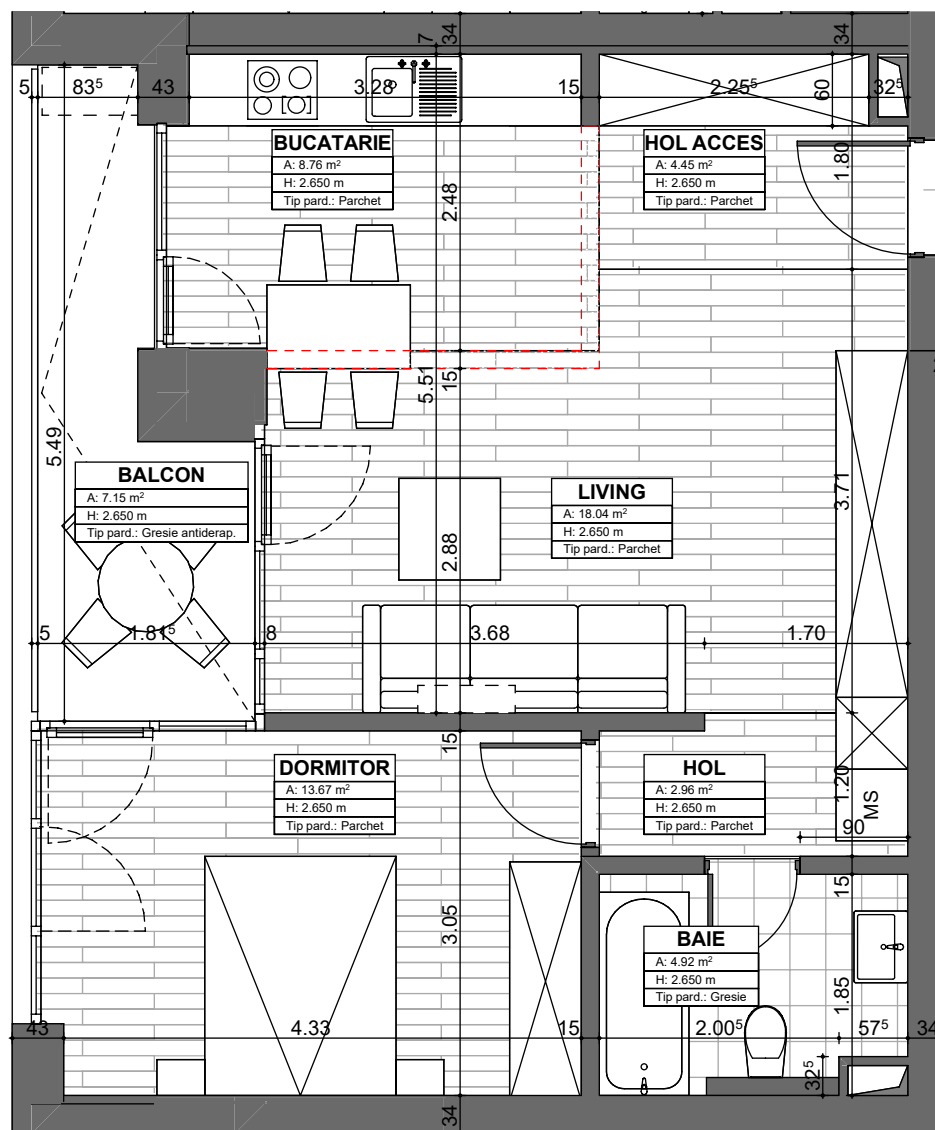 34
34
7
5
83⁵
43
3.28
15
2.25⁵
32⁵
60
BUCATARIE
A: 8.76 m²
H: 2.650 m
Tip pard.: Parchet
HOL ACCES
A: 4.45 m²
H: 2.650 m
Tip pard.: Parchet
1.80
2.48
15
5.51
5.49
3.71
BALCON
A: 7.15 m²
H: 2.650 m
Tip pard.: Gresie antiderap.
LIVING
A: 18.04 m²
H: 2.650 m
Tip pard.: Parchet
2.88
5
1.81⁵
8
3.68
1.70
15
DORMITOR
A: 13.67 m²
H: 2.650 m
Tip pard.: Parchet
HOL
A: 2.96 m²
H: 2.650 m
Tip pard.: Parchet
1.20
MS
90
15
3.05
BAIE
A: 4.92 m²
H: 2.650 m
Tip pard.: Gresie
1.85
43
4.33
15
2.00⁵
57⁵
34
32⁵
34